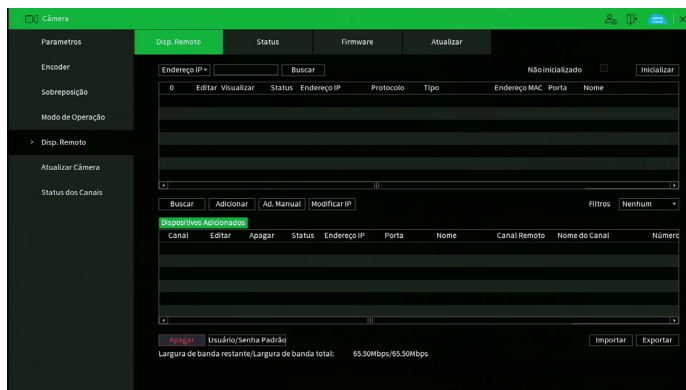 Câmera
Parametros
Encoder
Sobreposição
Modo de Operação
> Disp. Remoto
Atualizar Câmera
Status dos Canais
Disp. Remoto Status Firmware Atualizar
Endereço IP Buscar Não inicializado Inicializar
0 Editar Visualizar Status Endereço IP Protocolo Tipo Endereço MAC Porta Nome
Buscar Adicionar Ad. Manual Modificar IP Filtros Nenhum
Dispositivos Adicionados
Canal Editar Apagar Status Endereço IP Porta Nome Canal Remoto Nome do Canal Número
Apagar Usuário/Senha Padrão Importar Exportar
Largura de banda restante/Largura de banda total: 65.50Mbps/65.50Mbps